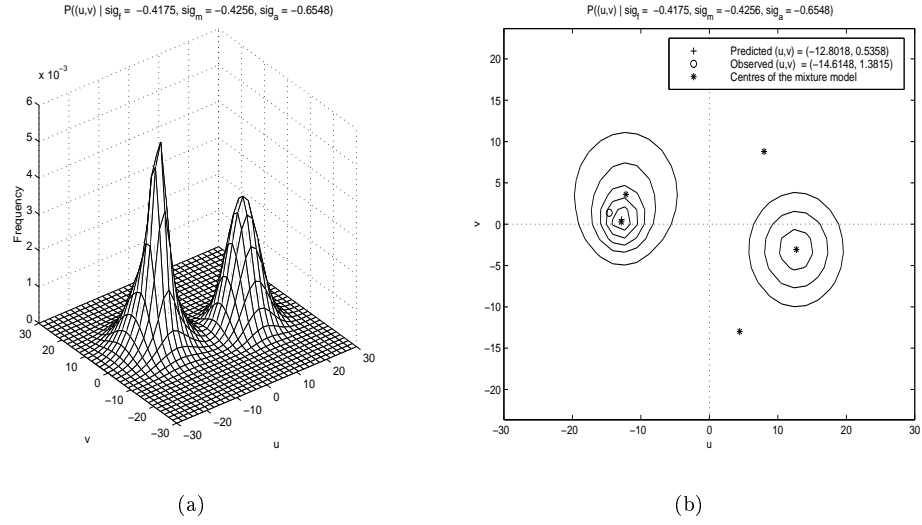 P((u,v) | sig_f = −0.4175, sig_m = −0.4256, sig_a = −0.6548)
x 10^−3
6
5
4
3
2
1
0
Frequency
30
20
10
0
−10
−20
−30
v
−30
−20
−10
0
10
20
30
u
(a)
P((u,v) | sig_f = −0.4175, sig_m = −0.4256, sig_a = −0.6548)
+ Predicted (u,v) = (−12.8018, 0.5358)
o Observed (u,v) = (−14.6148, 1.3815)
* Centres of the mixture model
20
15
10
5
0
−5
−10
−15
−20
v
−30
−20
−10
0
10
20
30
u
(b)